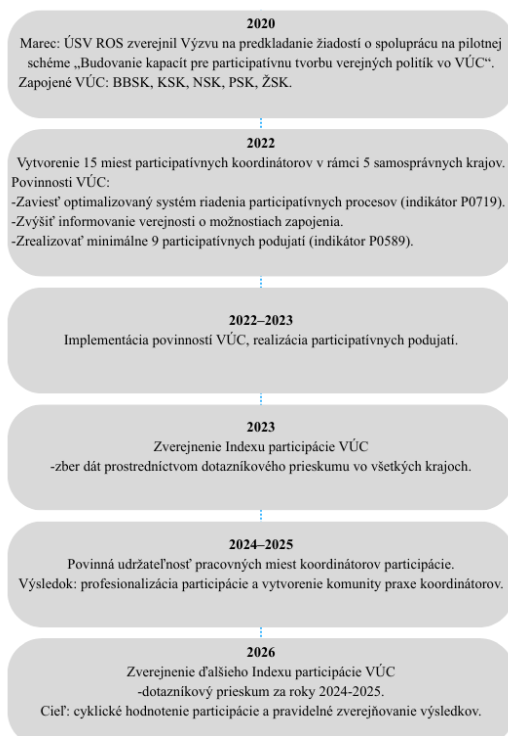 2020
Marec: ÚSV ROS zverejnil Výzvu na predkladanie žiadostí o spoluprácu na pilotnej
schéme „Budovanie kapacít pre participatívnu tvorbu verejných politík vo VÚC“.
Zapojené VÚC: BBSK, KSK, NSK, PSK, ŽSK.
2022
Vytvorenie 15 miest participatívnych koordinátorov v rámci 5 samosprávnych krajov.
Povinnosti VÚC:
-Zaviesť optimalizovaný systém riadenia participatívnych procesov (indikátor P0719).
-Zvýšiť informovanie verejnosti o možnostiach zapojenia.
-Zrealizovať minimálne 9 participatívnych podujatí (indikátor P0589).
2022–2023
Implementácia povinností VÚC, realizácia participatívnych podujatí.
2023
Zverejnenie Indexu participácie VÚC
-zber dát prostredníctvom dotazníkového prieskumu vo všetkých krajoch.
2024–2025
Povinná udržateľnosť pracovných miest koordinátorov participácie.
Výsledok: profesionalizácia participácie a vytvorenie komunity praxe koordinátorov.
2026
Zverejnenie ďalšieho Indexu participácie VÚC
-dotazníkový prieskum za roky 2024-2025.
Cieľ: cyklické hodnotenie participácie a pravidelné zverejňovanie výsledkov.